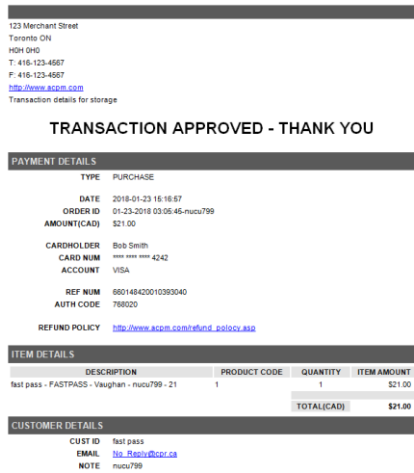 123 Merchant Street
Toronto ON
H0H 0H0
T: 416-123-4567
F: 416-123-4667
http://www.acpm.com
Transaction details for storage
TRANSACTION APPROVED - THANK YOU
PAYMENT DETAILS
TYPE PURCHASE
DATE 2018-01-23 15:16:57
ORDER ID 01-23-2018 03:05:45-nucu799
AMOUNT(CAD) $21.00
CARDHOLDER Bob Smith
CARD NUM **** **** **** 4242
ACCOUNT VISA
REF NUM 660148420010393040
AUTH CODE 768020
REFUND POLICY http://www.acpm.com/refund_polocy.asp
ITEM DETAILS
DESCRIPTION PRODUCT CODE QUANTITY ITEM AMOUNT
fast pass - FASTPASS - Vaughan - nucu799 - 21 1 1 $21.00
TOTAL(CAD) $21.00
CUSTOMER DETAILS
CUST ID fast pass
EMAIL No_Reply@cpr.ca
NOTE nucu799